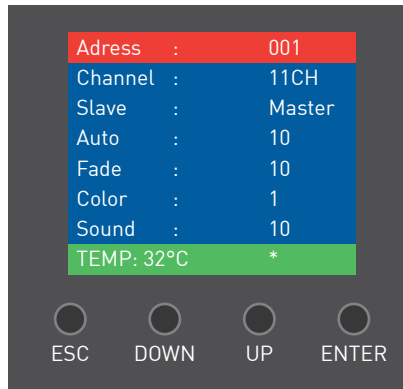 Adress : 001
Channel : 11CH
Slave : Master
Auto : 10
Fade : 10
Color : 1
Sound : 10
TEMP: 32°C *
ESC DOWN UP ENTER